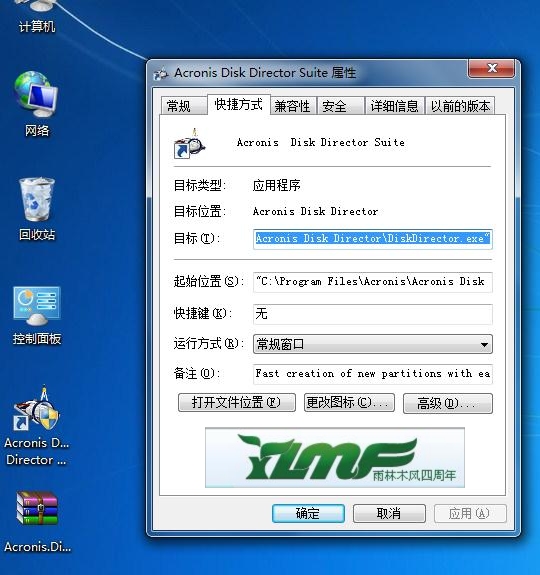 计算机
网络
回收站
控制面板
Acronis D...
Director ...
Acronis.Di...
Acronis Disk Director Suite 属性
常规 快捷方式 兼容性 安全 详细信息 以前的版本
Acronis Disk Director Suite
目标类型: 应用程序
目标位置: Acronis Disk Director
目标(T): Acronis Disk Director\DiskDirector.exe"
起始位置(S): "C:\Program Files\Acronis\Acronis Disk
快捷键(K): 无
运行方式(R): 常规窗口
备注(O): Fast creation of new partitions with ea
打开文件位置(F) 更改图标(C)... 高级(D)...
YLMF
雨林木风四周年
确定 取消 应用(A)